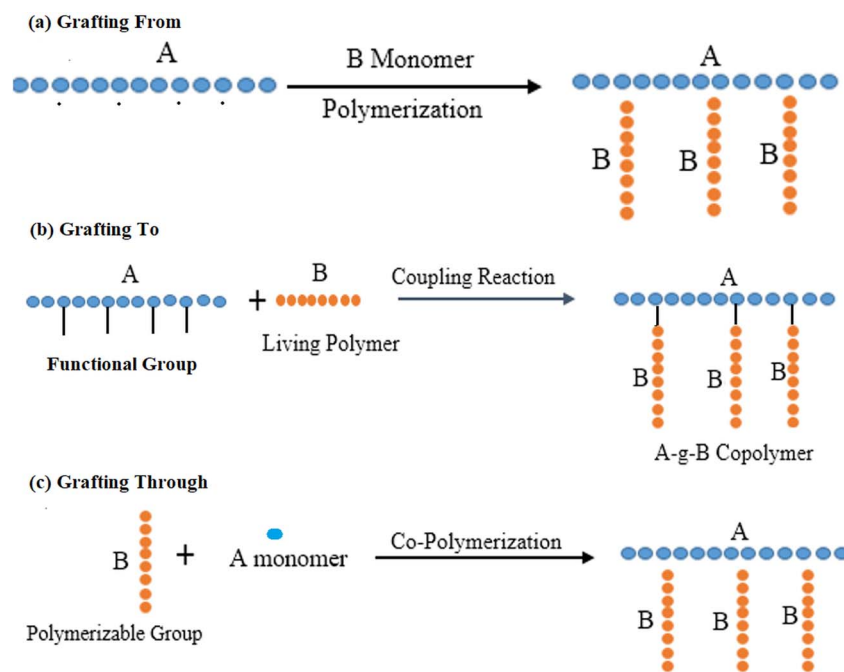 (a) Grafting From
A
B Monomer
Polymerization
A
B
B
B
(b) Grafting To
A
+
B
Coupling Reaction
A
Functional Group
Living Polymer
B
B
B
A-g-B Copolymer
(c) Grafting Through
B
+
A monomer
Co-Polymerization
A
Polymerizable Group
B
B
B